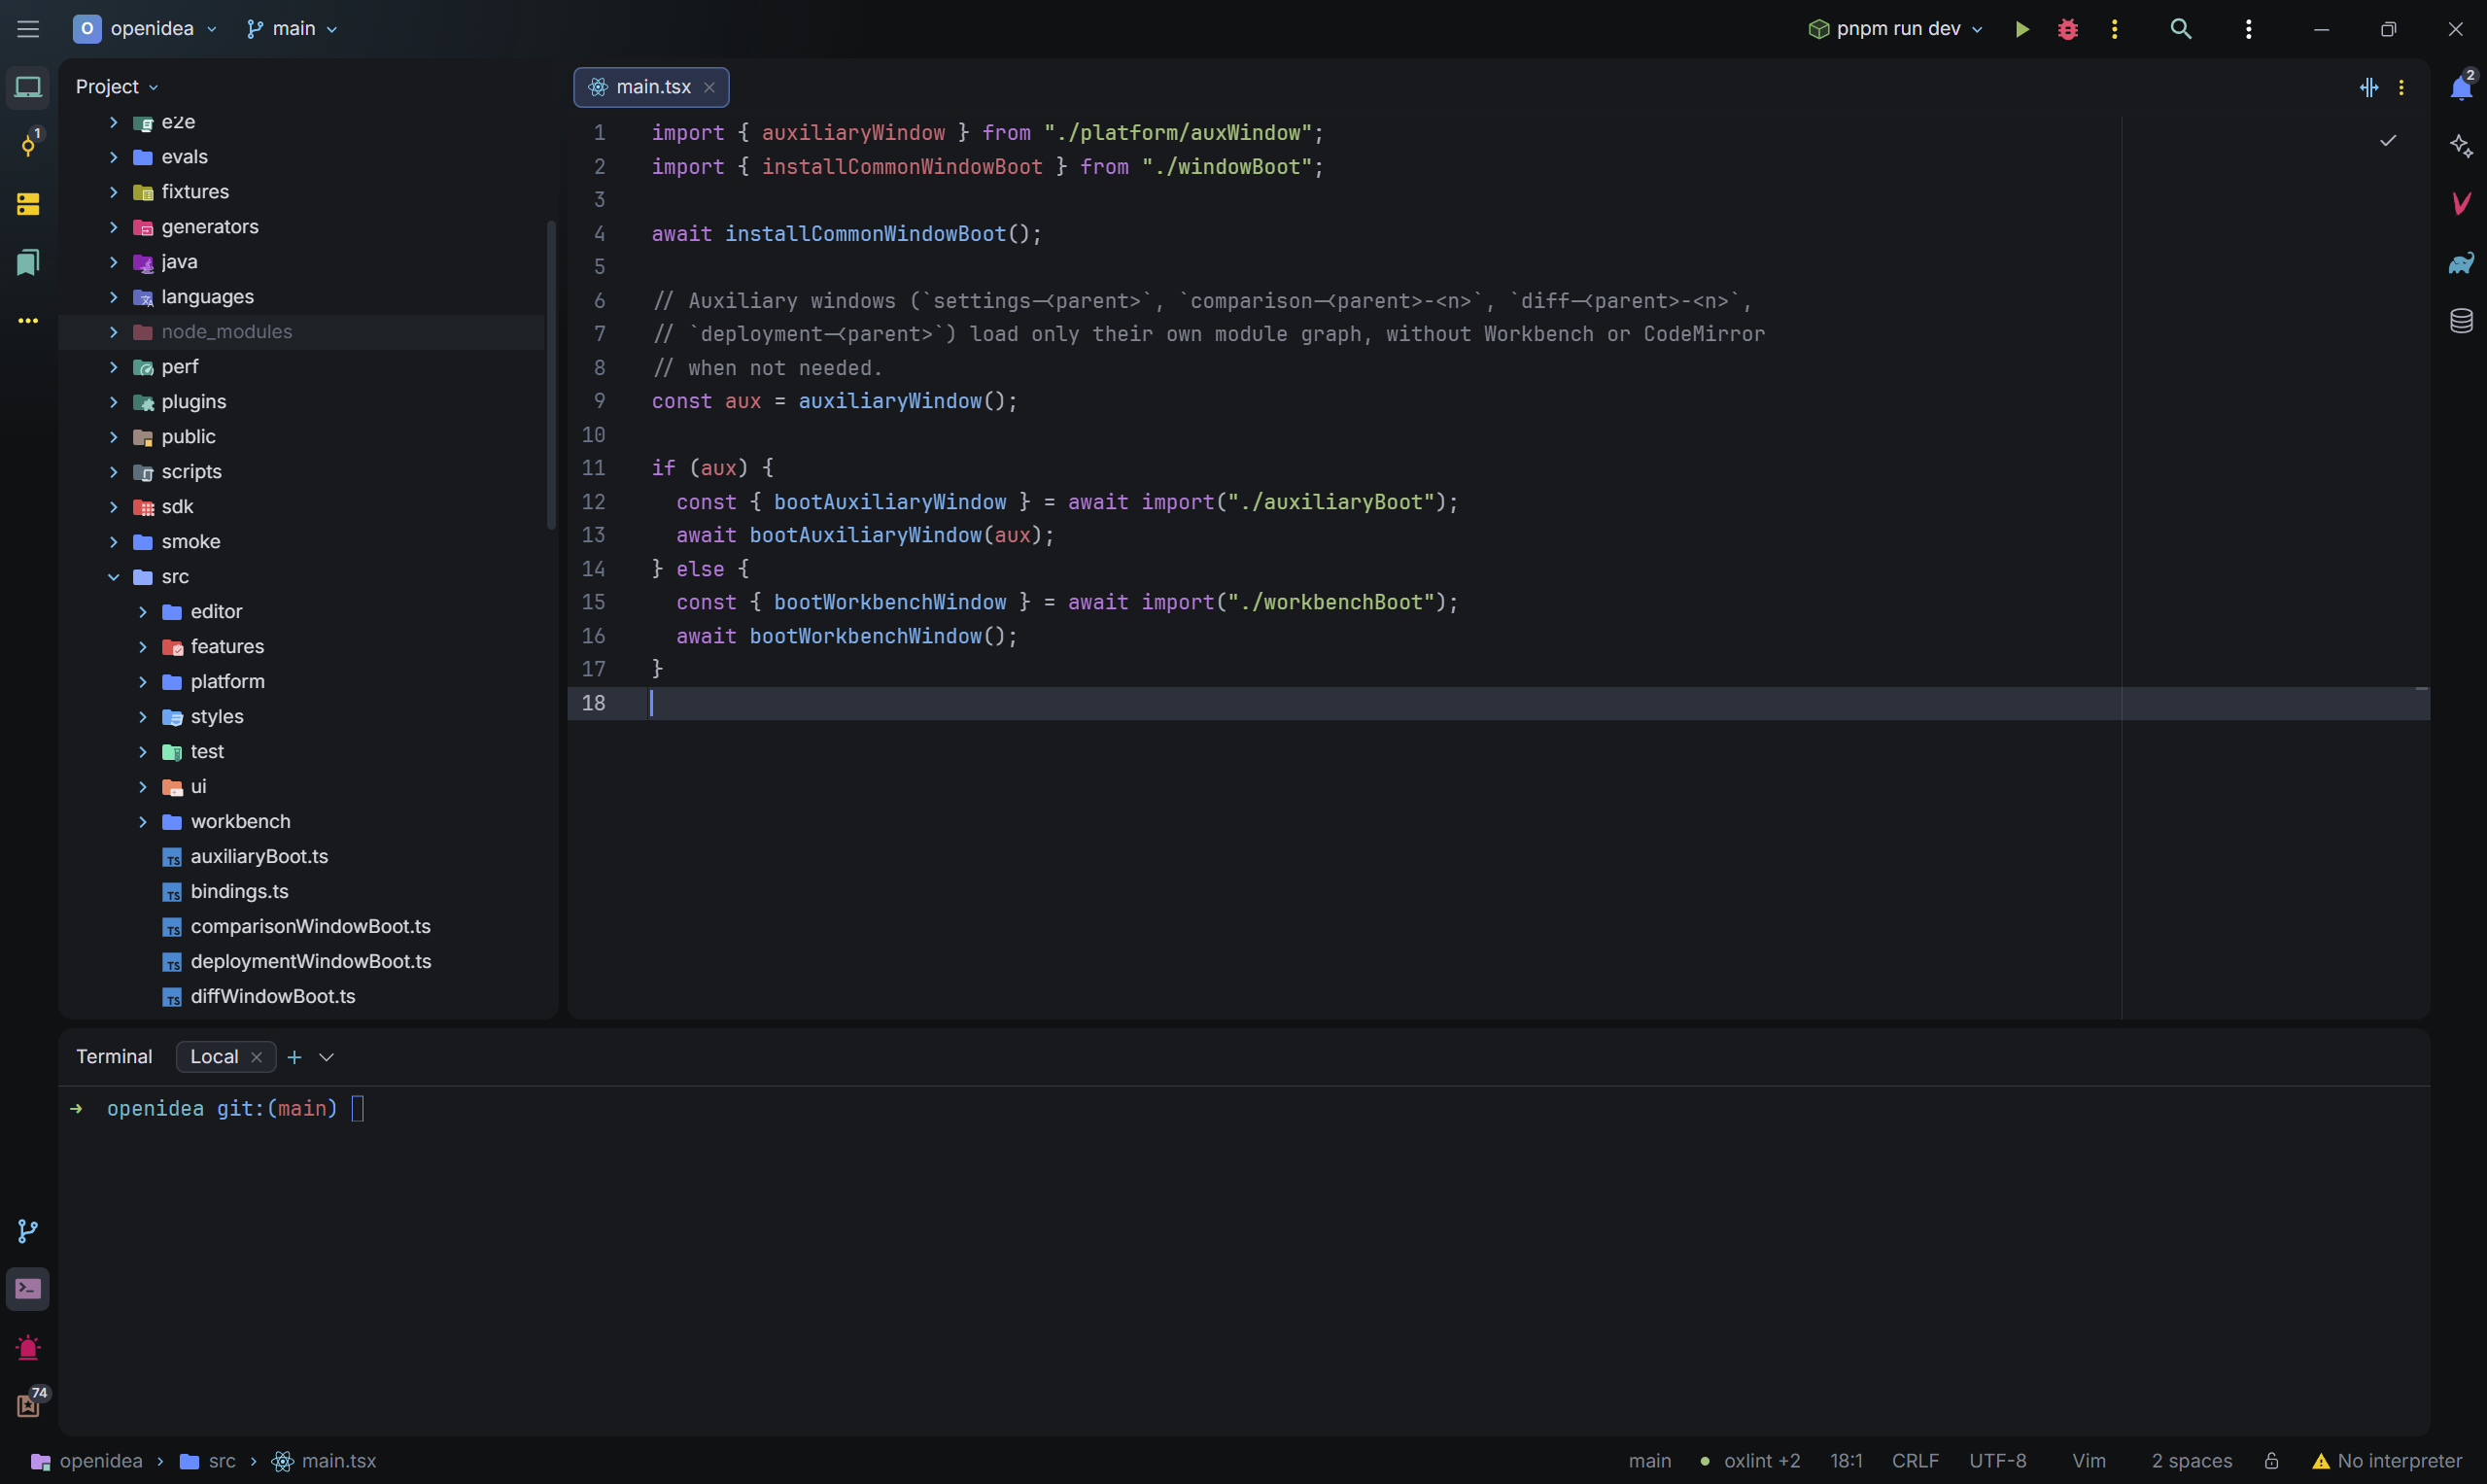 O openidea main pnpm run dev
Project
e2e
evals
fixtures
generators
java
languages
node_modules
perf
plugins
public
scripts
sdk
smoke
src
editor
features
platform
styles
test
ui
workbench
TS auxiliaryBoot.ts
TS bindings.ts
TS comparisonWindowBoot.ts
TS deploymentWindowBoot.ts
TS diffWindowBoot.ts
1
74
main.tsx
1 import { auxiliaryWindow } from "./platform/auxWindow";
2 import { installCommonWindowBoot } from "./windowBoot";
3
4 await installCommonWindowBoot();
5
6 // Auxiliary windows (`settings-<parent>`, `comparison-<parent>-<n>`, `diff-<parent>-<n>`,
7 // `deployment-<parent>`) load only their own module graph, without Workbench or CodeMirror
8 // when not needed.
9 const aux = auxiliaryWindow();
10
11 if (aux) {
12 const { bootAuxiliaryWindow } = await import("./auxiliaryBoot");
13 await bootAuxiliaryWindow(aux);
14 } else {
15 const { bootWorkbenchWindow } = await import("./workbenchBoot");
16 await bootWorkbenchWindow();
17 }
18
2
Terminal Local
➜ openidea git:(main)
openidea › src › main.tsx
main oxlint +2 18:1 CRLF UTF-8 Vim 2 spaces No interpreter